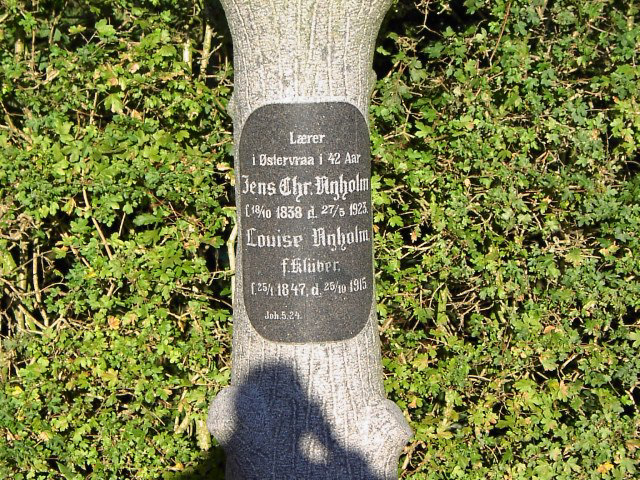 Lærer
i Østervraa i 42 Aar
Jens Chr. Nyholm
f. 18/10 1838 d. 27/5 1923.
Louise Nyholm
f. Klüver.
f. 25/1 1847, d. 25/10 1915.
Joh. 5.24.